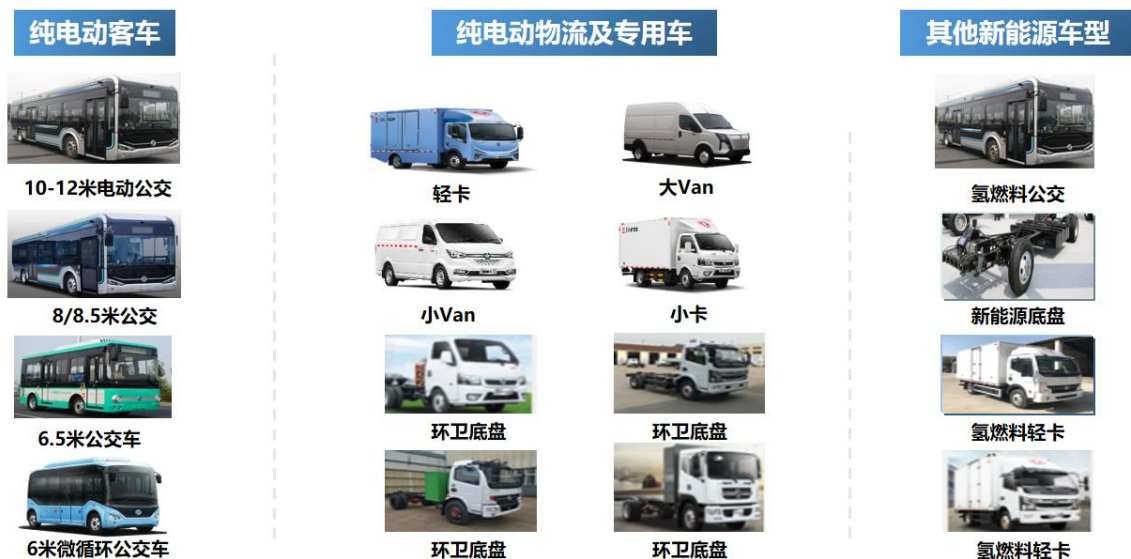 纯电动客车
纯电动物流及专用车
其他新能源车型
10-12米电动公交
轻卡
大Van
氢燃料公交
8/8.5米公交
小Van
小卡
新能源底盘
6.5米公交车
环卫底盘
环卫底盘
氢燃料轻卡
6米微循环公交车
环卫底盘
环卫底盘
氢燃料轻卡